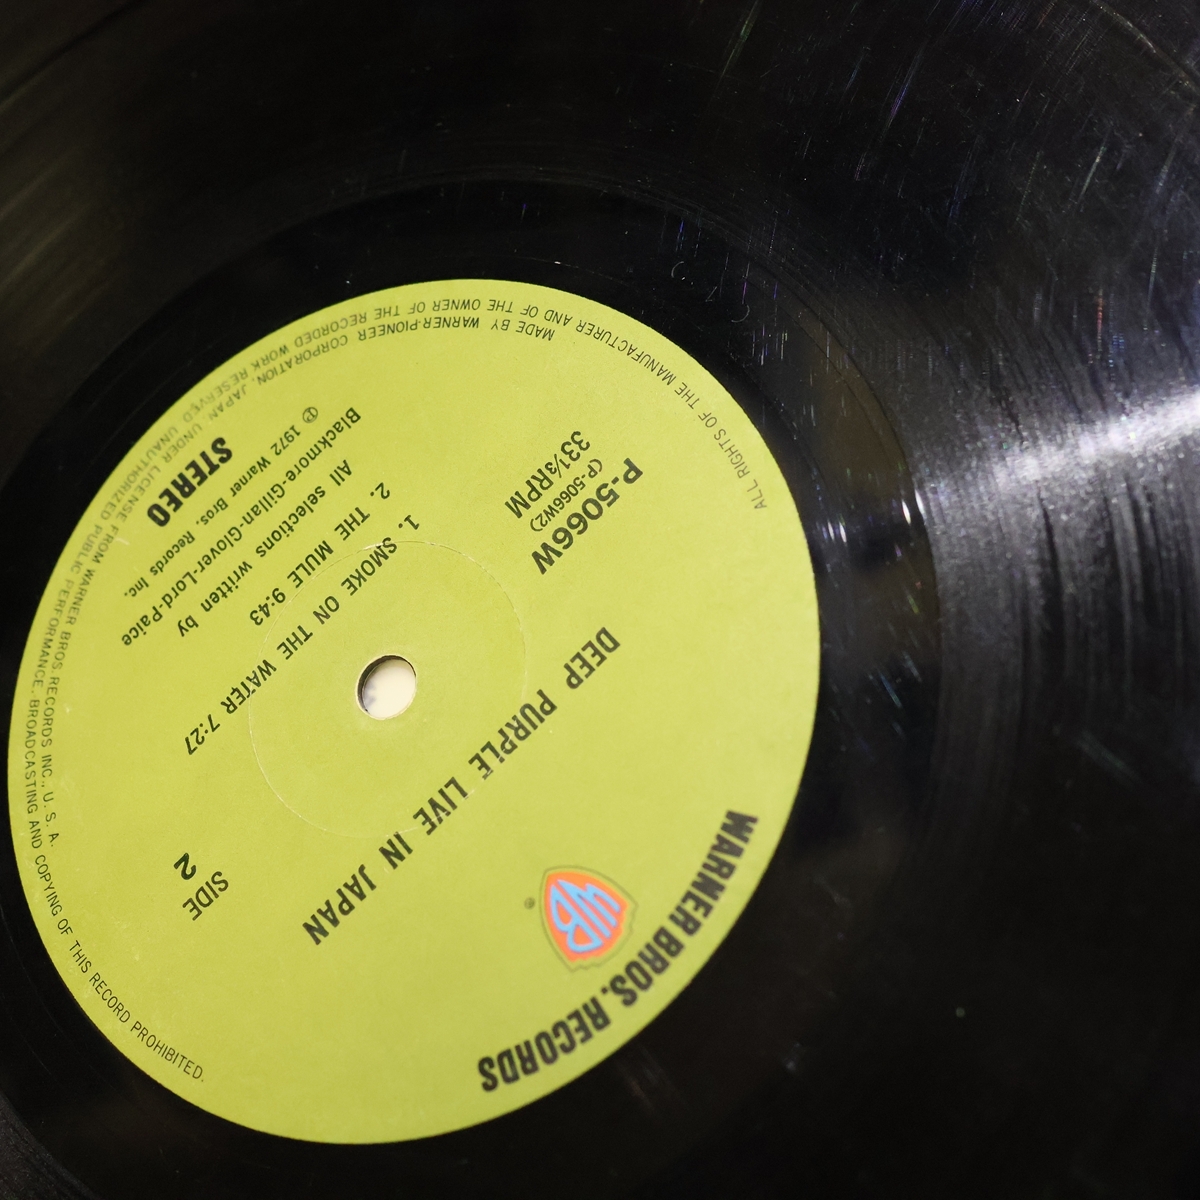 WARNER BROS. RECORDS
WB
®
DEEP PURPLE LIVE IN JAPAN
P-5066W
(P-5066W2)
33 1/3 RPM
SIDE
2
1. SMOKE ON THE WATER 7:27
2. THE MULE 9:43
All selections written by
Blackmore-Gillan-Glover-Lord-Paice
℗ 1972 Warner Bros. Records Inc.
STEREO
MADE BY WARNER-PIONEER CORPORATION, JAPAN, UNDER LICENSE FROM WARNER BROS. RECORDS INC., U. S. A.
ALL RIGHTS OF THE MANUFACTURER AND OF THE OWNER OF THE RECORDED WORK RESERVED UNAUTHORIZED PUBLIC PERFORMANCE. BROADCASTING AND COPYING OF THIS RECORD PROHIBITED.